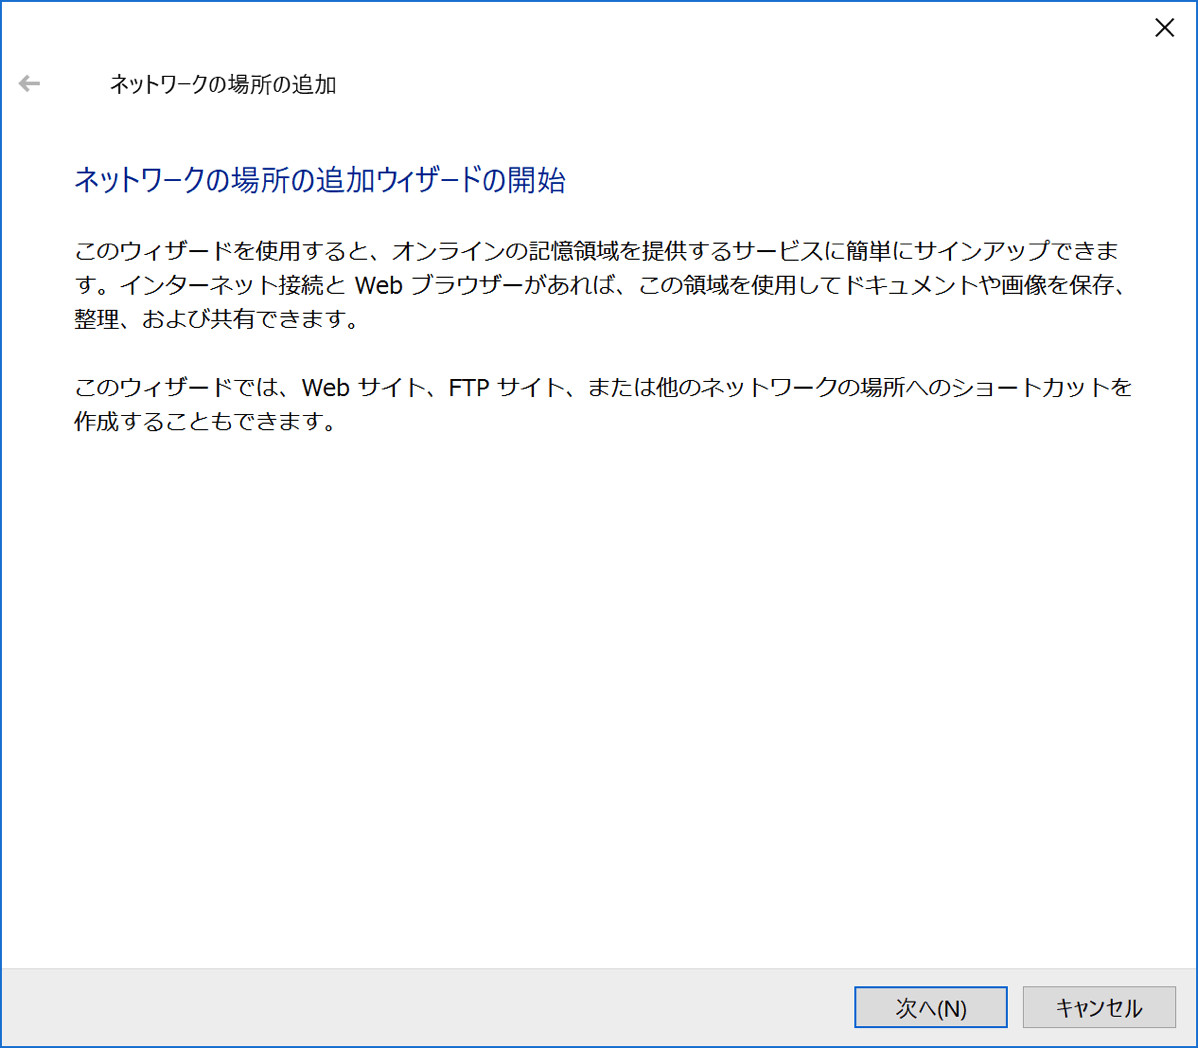 ネットワークの場所の追加
ネットワークの場所の追加ウィザードの開始
このウィザードを使用すると、オンラインの記憶領域を提供するサービスに簡単にサインアップできま
す。インターネット接続と Web ブラウザーがあれば、この領域を使用してドキュメントや画像を保存、
整理、および共有できます。
このウィザードでは、Web サイト、FTP サイト、または他のネットワークの場所へのショートカットを
作成することもできます。
次へ(N)
キャンセル